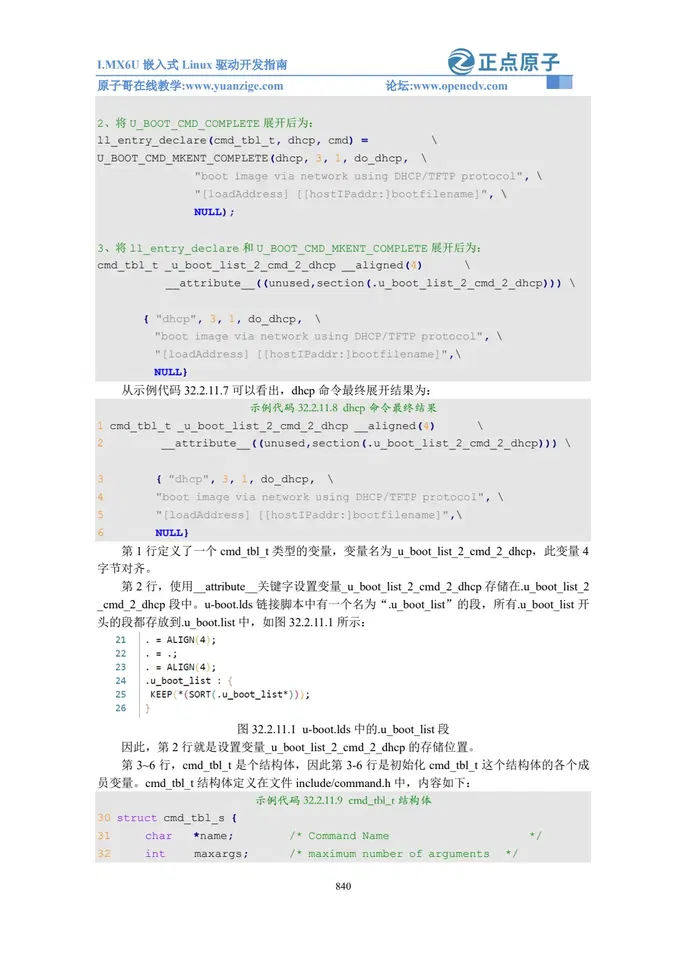 I.MX6U 嵌入式 Linux 驱动开发指南
正点原子
原子哥在线教学:www.yuanzige.com 论坛:www.openedv.com
2、将 U_BOOT_CMD_COMPLETE 展开后为：
ll_entry_declare(cmd_tbl_t, dhcp, cmd) = \
U_BOOT_CMD_MKENT_COMPLETE(dhcp, 3, 1, do_dhcp, \
"boot image via network using DHCP/TFTP protocol", \
"[loadAddress] [[hostIPaddr:]bootfilename]", \
NULL);
3、将 ll_entry_declare 和 U_BOOT_CMD_MKENT_COMPLETE 展开后为：
cmd_tbl_t _u_boot_list_2_cmd_2_dhcp __aligned(4) \
__attribute__((unused,section(.u_boot_list_2_cmd_2_dhcp))) \
{ "dhcp", 3, 1, do_dhcp, \
"boot image via network using DHCP/TFTP protocol", \
"[loadAddress] [[hostIPaddr:]bootfilename]",\
NULL}
从示例代码 32.2.11.7 可以看出，dhcp 命令最终展开结果为：
示例代码 32.2.11.8 dhcp 命令最终结果
1 cmd_tbl_t _u_boot_list_2_cmd_2_dhcp __aligned(4) \
2 __attribute__((unused,section(.u_boot_list_2_cmd_2_dhcp))) \
3 { "dhcp", 3, 1, do_dhcp, \
4 "boot image via network using DHCP/TFTP protocol", \
5 "[loadAddress] [[hostIPaddr:]bootfilename]",\
6 NULL}
第 1 行定义了一个 cmd_tbl_t 类型的变量，变量名为_u_boot_list_2_cmd_2_dhcp，此变量 4
字节对齐。
第 2 行，使用__attribute__关键字设置变量_u_boot_list_2_cmd_2_dhcp 存储在.u_boot_list_2
_cmd_2_dhcp 段中。u-boot.lds 链接脚本中有一个名为“.u_boot_list”的段，所有.u_boot_list 开
头的段都存放到.u_boot.list 中，如图 32.2.11.1 所示：
21 . = ALIGN(4);
22 . = .;
23 . = ALIGN(4);
24 .u_boot_list : {
25 KEEP(*(SORT(.u_boot_list*)));
26 }
图 32.2.11.1 u-boot.lds 中的.u_boot_list 段
因此，第 2 行就是设置变量_u_boot_list_2_cmd_2_dhcp 的存储位置。
第 3~6 行，cmd_tbl_t 是个结构体，因此第 3-6 行是初始化 cmd_tbl_t 这个结构体的各个成
员变量。cmd_tbl_t 结构体定义在文件 include/command.h 中，内容如下：
示例代码 32.2.11.9 cmd_tbl_t 结构体
30 struct cmd_tbl_s {
31 char *name; /* Command Name */
32 int maxargs; /* maximum number of arguments */
840